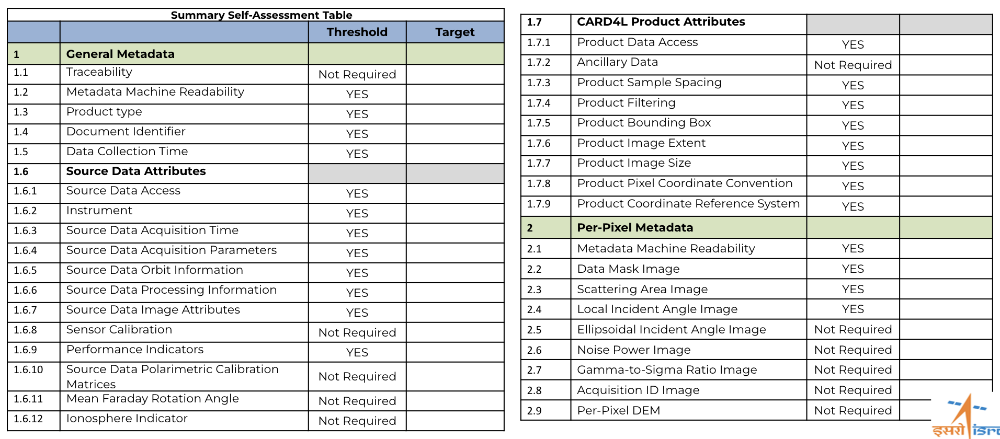 Summary Self-Assessment Table
Threshold Target
1 General Metadata
1.1 Traceability Not Required
1.2 Metadata Machine Readability YES
1.3 Product type YES
1.4 Document Identifier YES
1.5 Data Collection Time YES
1.6 Source Data Attributes
1.6.1 Source Data Access YES
1.6.2 Instrument YES
1.6.3 Source Data Acquisition Time YES
1.6.4 Source Data Acquisition Parameters YES
1.6.5 Source Data Orbit Information YES
1.6.6 Source Data Processing Information YES
1.6.7 Source Data Image Attributes YES
1.6.8 Sensor Calibration Not Required
1.6.9 Performance Indicators YES
1.6.10 Source Data Polarimetric Calibration
Matrices Not Required
1.6.11 Mean Faraday Rotation Angle Not Required
1.6.12 Ionosphere Indicator Not Required
1.7 CARD4L Product Attributes
1.7.1 Product Data Access YES
1.7.2 Ancillary Data Not Required
1.7.3 Product Sample Spacing YES
1.7.4 Product Filtering YES
1.7.5 Product Bounding Box YES
1.7.6 Product Image Extent YES
1.7.7 Product Image Size YES
1.7.8 Product Pixel Coordinate Convention YES
1.7.9 Product Coordinate Reference System YES
2 Per-Pixel Metadata
2.1 Metadata Machine Readability YES
2.2 Data Mask Image YES
2.3 Scattering Area Image YES
2.4 Local Incident Angle Image YES
2.5 Ellipsoidal Incident Angle Image Not Required
2.6 Noise Power Image Not Required
2.7 Gamma-to-Sigma Ratio Image Not Required
2.8 Acquisition ID Image Not Required
2.9 Per-Pixel DEM Not Required
इसरो isro